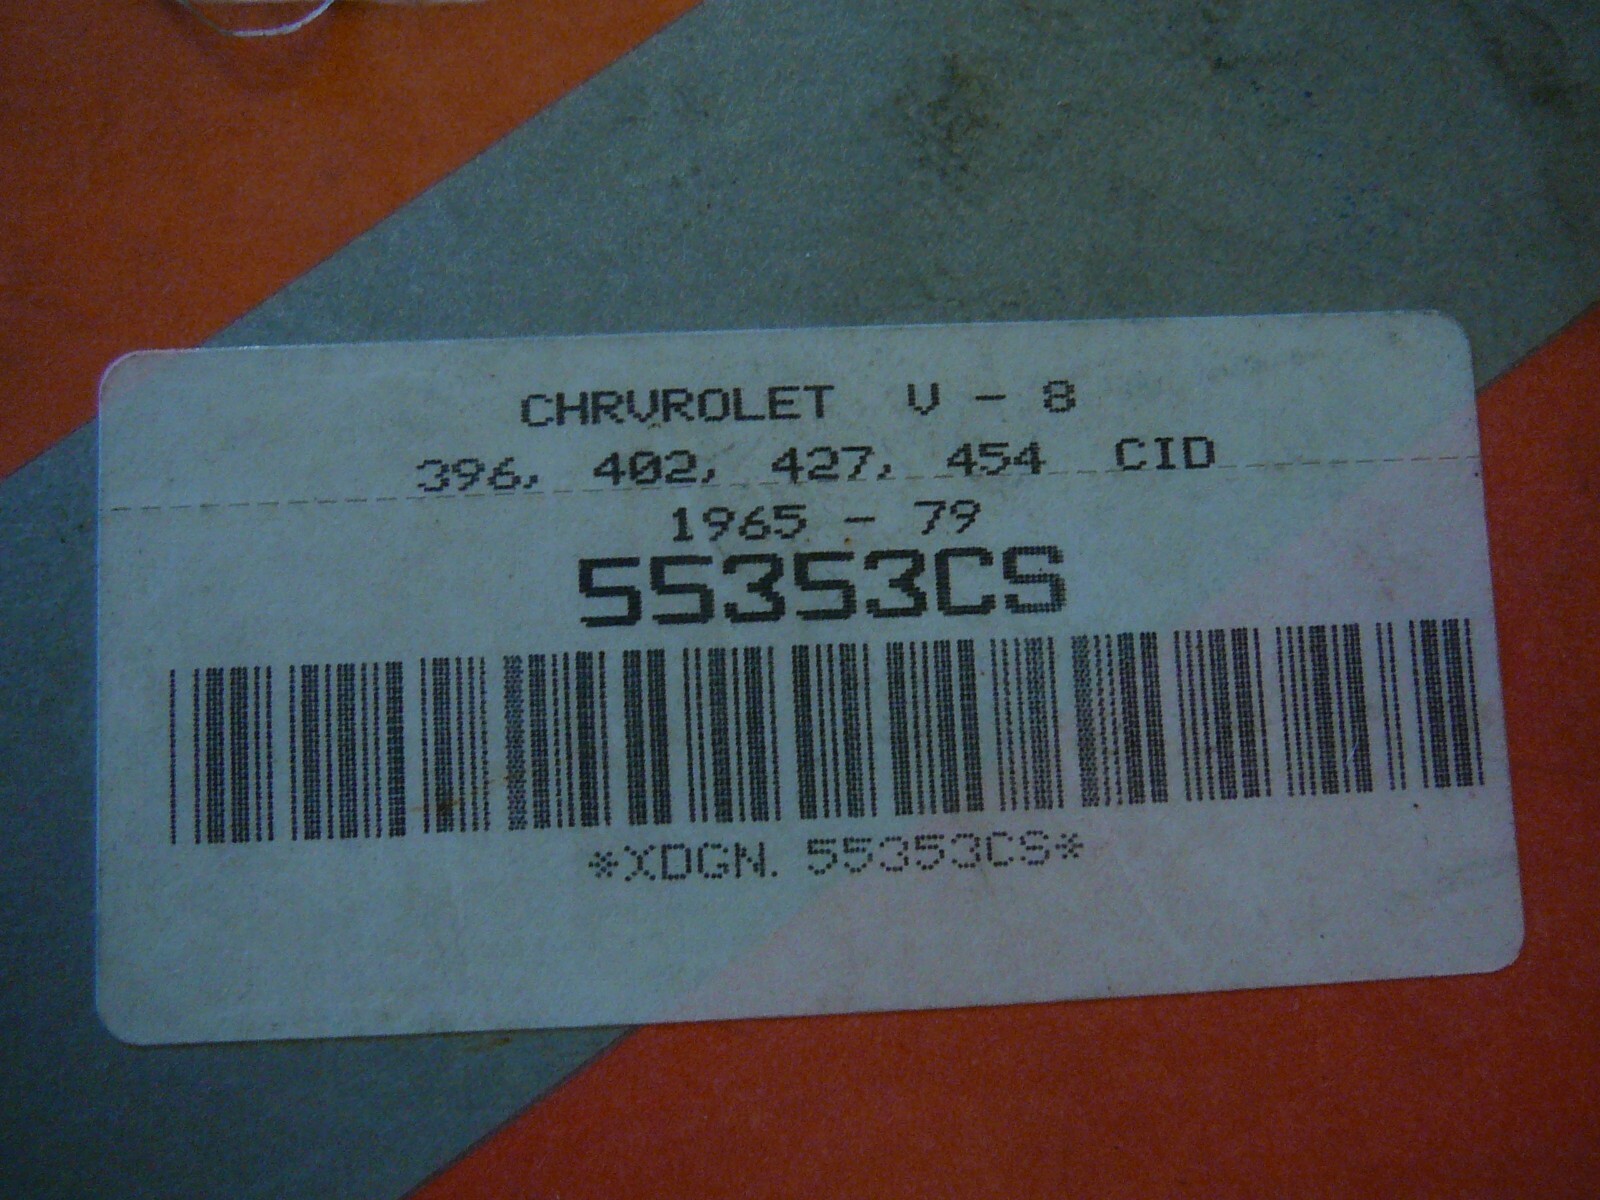 CHRVROLET V - 8
396, 402, 427, 454 CID
1965 - 79
55353CS
*XDGN. 55353CS*